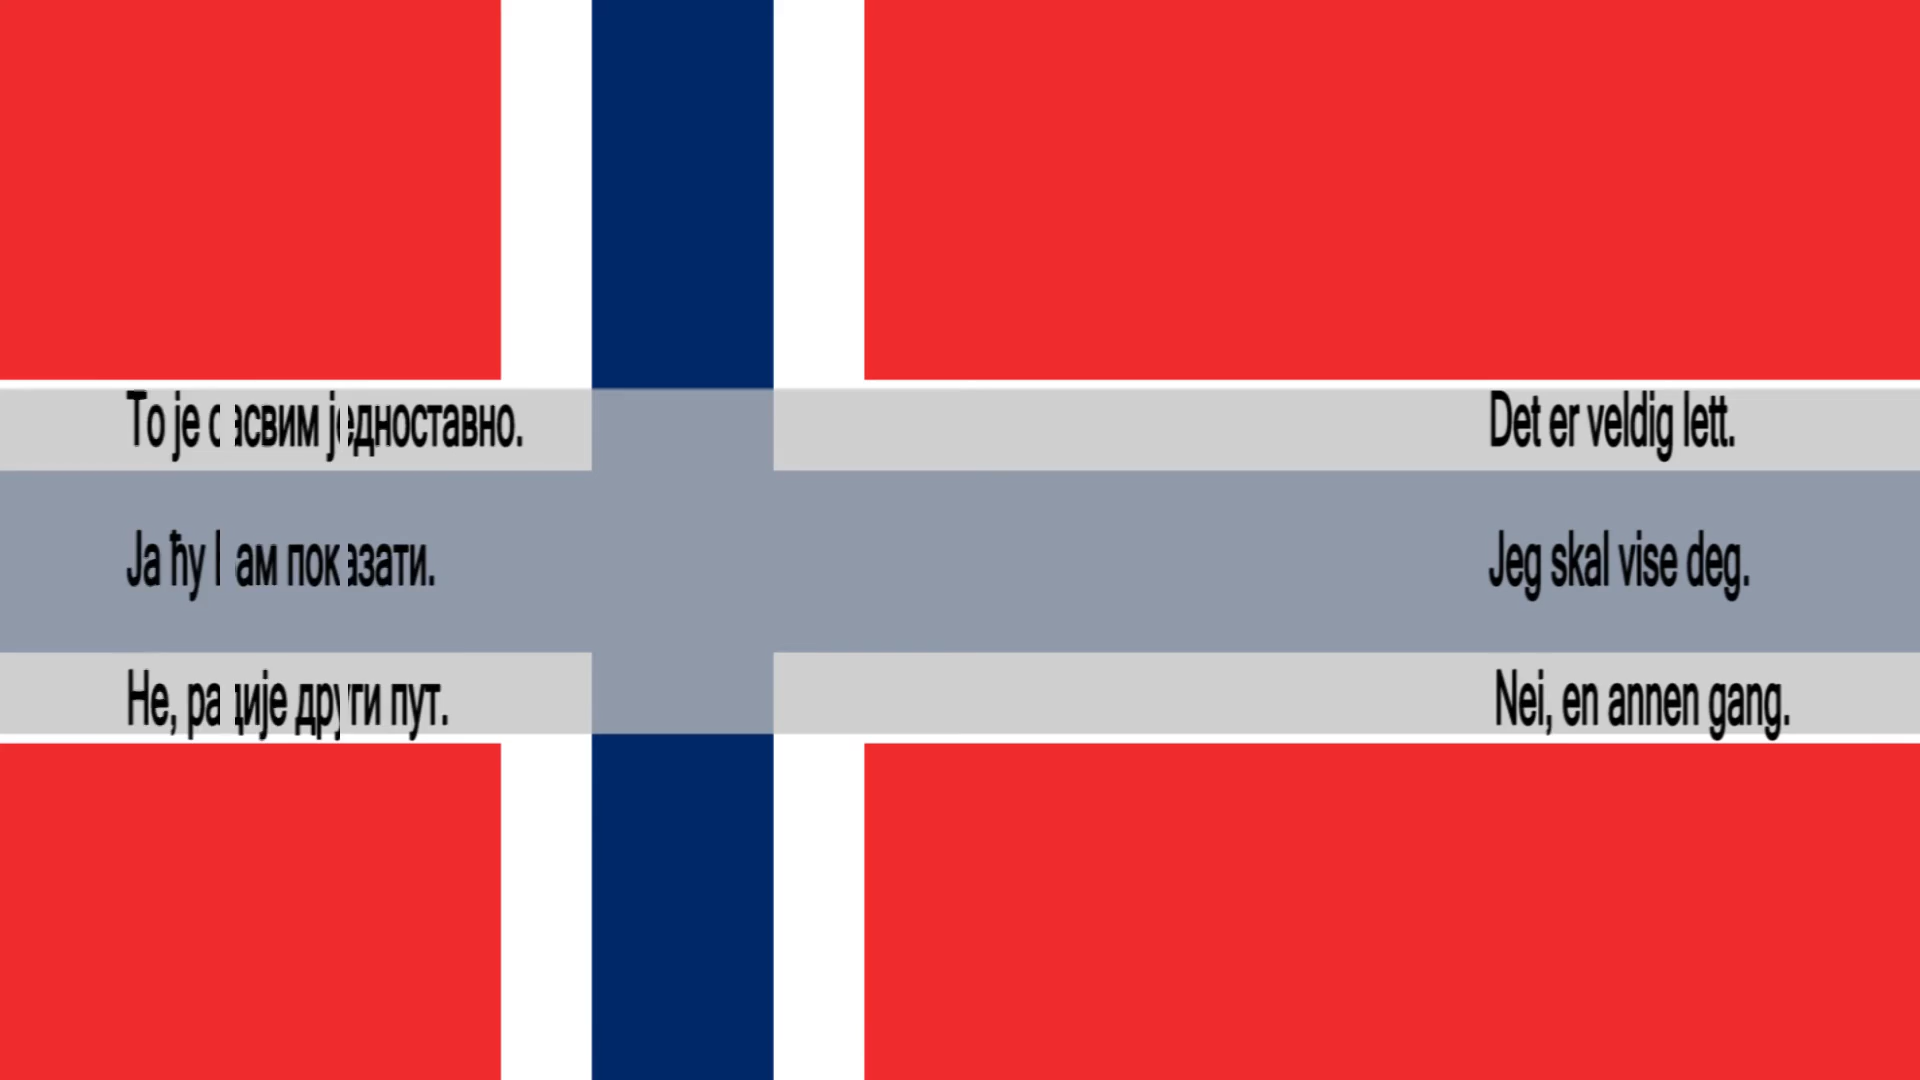 То је сасвим једноставно. Det er veldig lett.
Ја ћу Вам показати. Jeg skal vise deg.
Не, радије други пут. Nei, en annen gang.